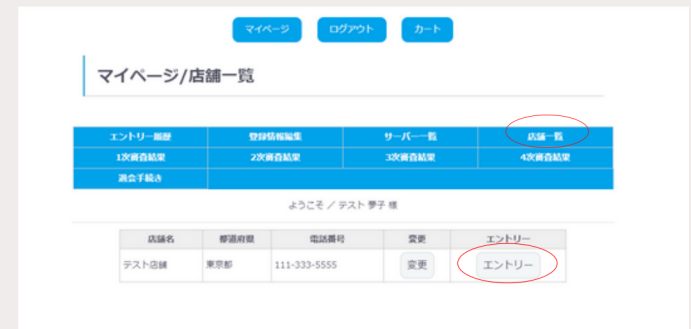 マイページ ログアウト カート
マイページ/店舗一覧
エントリー履歴 登録情報編集 サーバー一覧 店舗一覧
1次審査結果 2次審査結果 3次審査結果 4次審査結果
退会手続き
ようこそ ／ テスト 夢子 様
店舗名 都道府県 電話番号 変更 エントリー
テスト店舗 東京都 111-333-5555 変更 エントリー